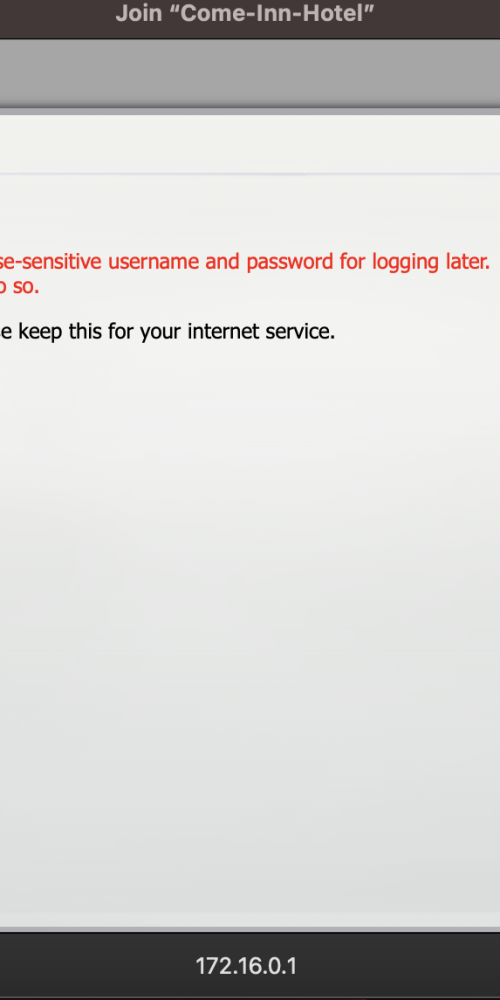 Join “Come-Inn-Hotel”
se-sensitive username and password for logging later.
o so.
e keep this for your internet service.
172.16.0.1